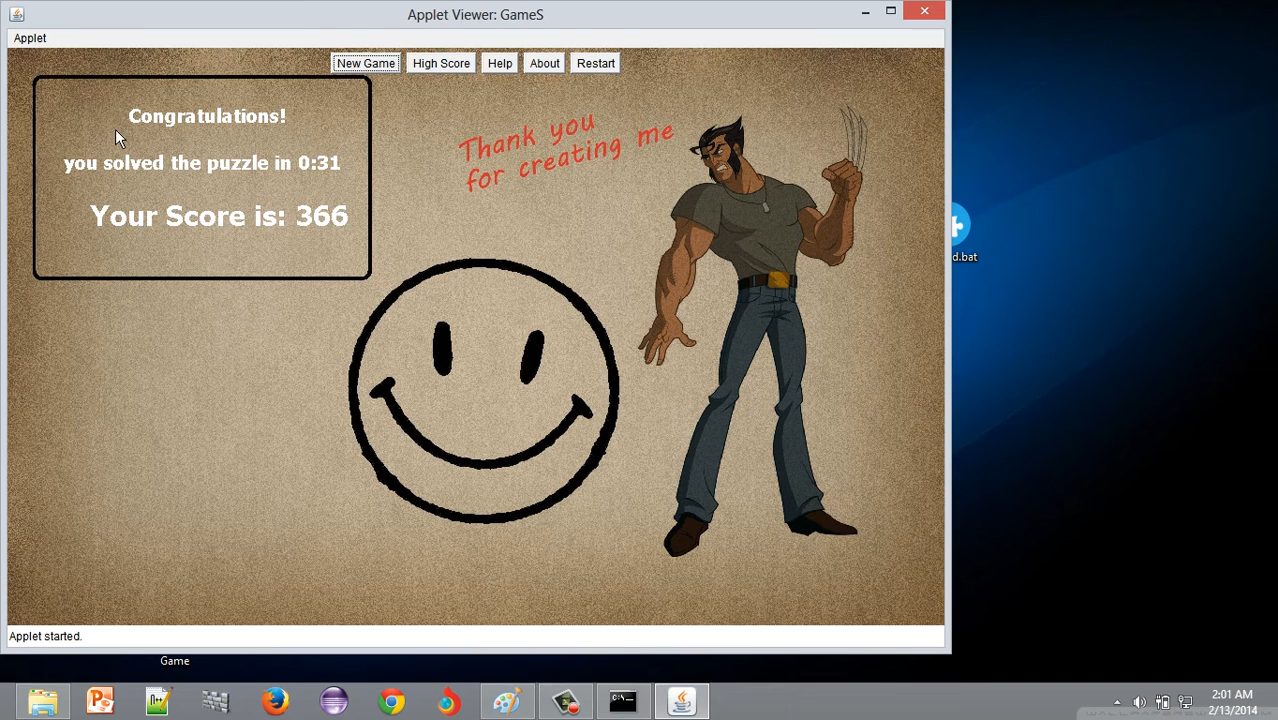 Applet Viewer: GameS
Applet
New Game High Score Help About Restart
Congratulations!
you solved the puzzle in 0:31
Your Score is: 366
Thank you
for creating me
d.bat
Applet started.
Game
2:01 AM
2/13/2014